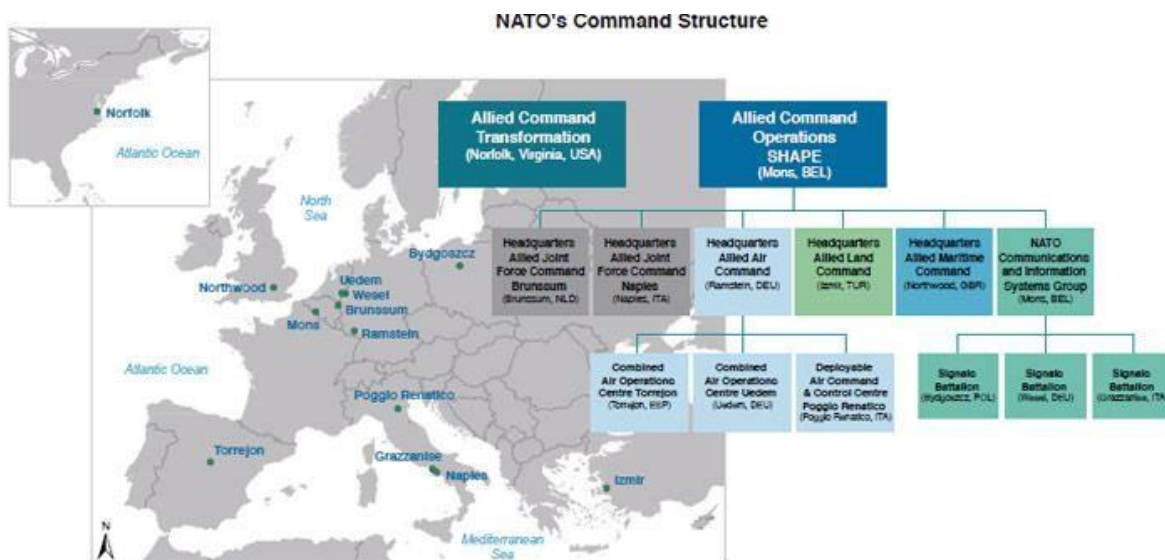 NATO's Command Structure
Norfolk
Atlantic Ocean
Allied Command
Transformation
(Norfolk, Virginia, USA)
Allied Command
Operations
SHAPE
(Mons, BEL)
North
Sea
Bydgoszcz
Northwood
Uedem
Wesel
Brunssum
Mons
Ramstein
Atlantic Ocean
Poggio Renatico
Torrejon
Grazzanise
Naples
Izmir
Mediterranean
Sea
N
Headquarters
Allied Joint
Force Command
Brunssum
(Brunssum, NLD)
Headquarters
Allied Joint
Force Command
Naples
(Naples, ITA)
Headquarters
Allied Air
Command
(Ramstein, DEU)
Headquarters
Allied Land
Command
(Izmir, TUR)
Headquarters
Allied Maritime
Command
(Northwood, GBR)
NATO
Communications
and Information
Systems Group
(Mons, BEL)
Combined
Air Operations
Centre Torrejon
(Torrejon, ESP)
Combined
Air Operations
Centre Uedem
(Uedem, DEU)
Deployable
Air Command
& Control Centre
Poggio Renatico
(Poggio Renatico, ITA)
Signals
Battalion
(Bydgoszcz, POL)
Signals
Battalion
(Wesel, DEU)
Signals
Battalion
(Grazzanise, ITA)